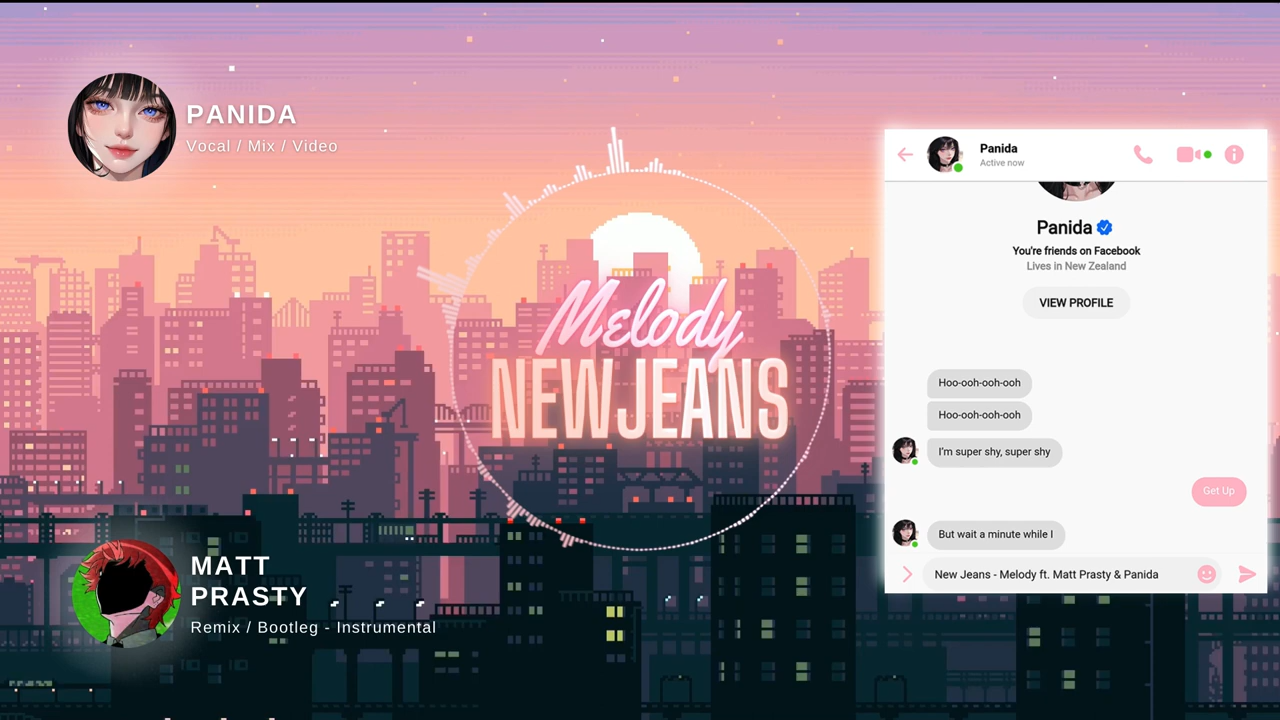 PANIDA
Vocal / Mix / Video
Melody
NEWJEANS
MATT
PRASTY
Remix / Bootleg - Instrumental
Panida
Active now
Panida
You're friends on Facebook
Lives in New Zealand
VIEW PROFILE
Hoo-ooh-ooh-ooh
Hoo-ooh-ooh-ooh
I'm super shy, super shy
Get Up
But wait a minute while I
New Jeans - Melody ft. Matt Prasty & Panida